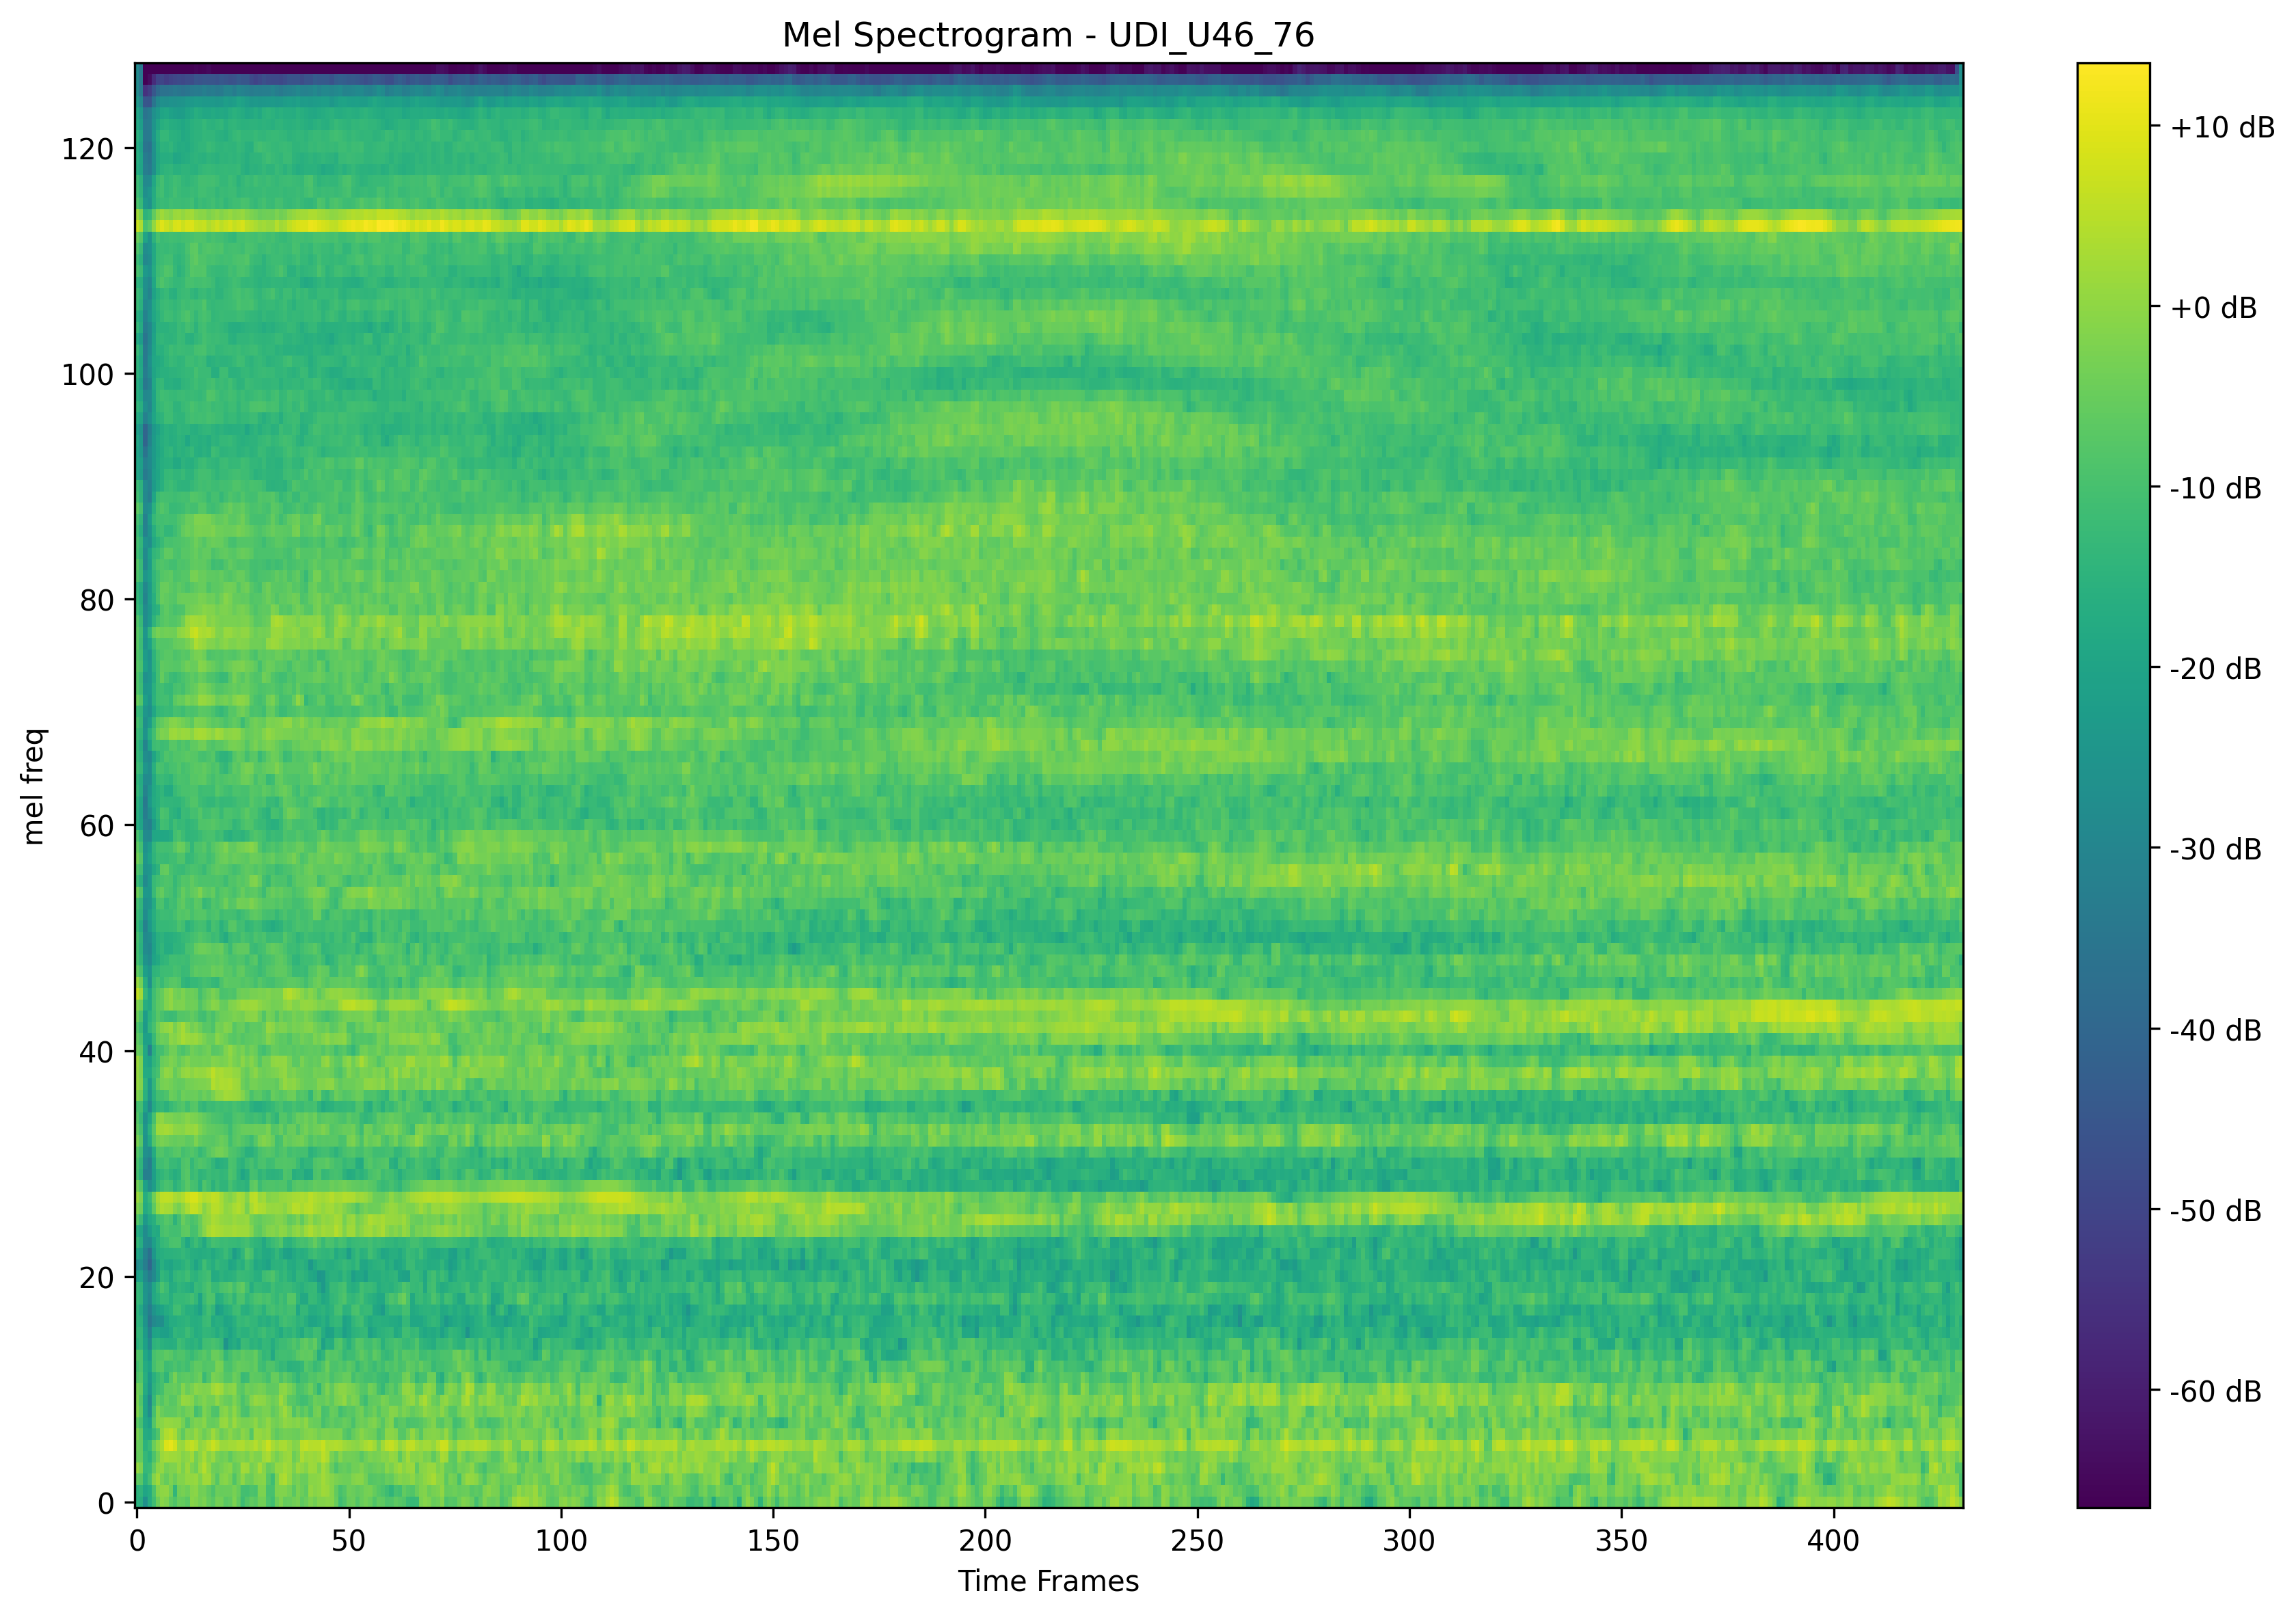 Mel Spectrogram - UDI_U46_76
mel freq
120
100
80
60
40
20
0
0 50 100 150 200 250 300 350 400
Time Frames
+10 dB
+0 dB
-10 dB
-20 dB
-30 dB
-40 dB
-50 dB
-60 dB